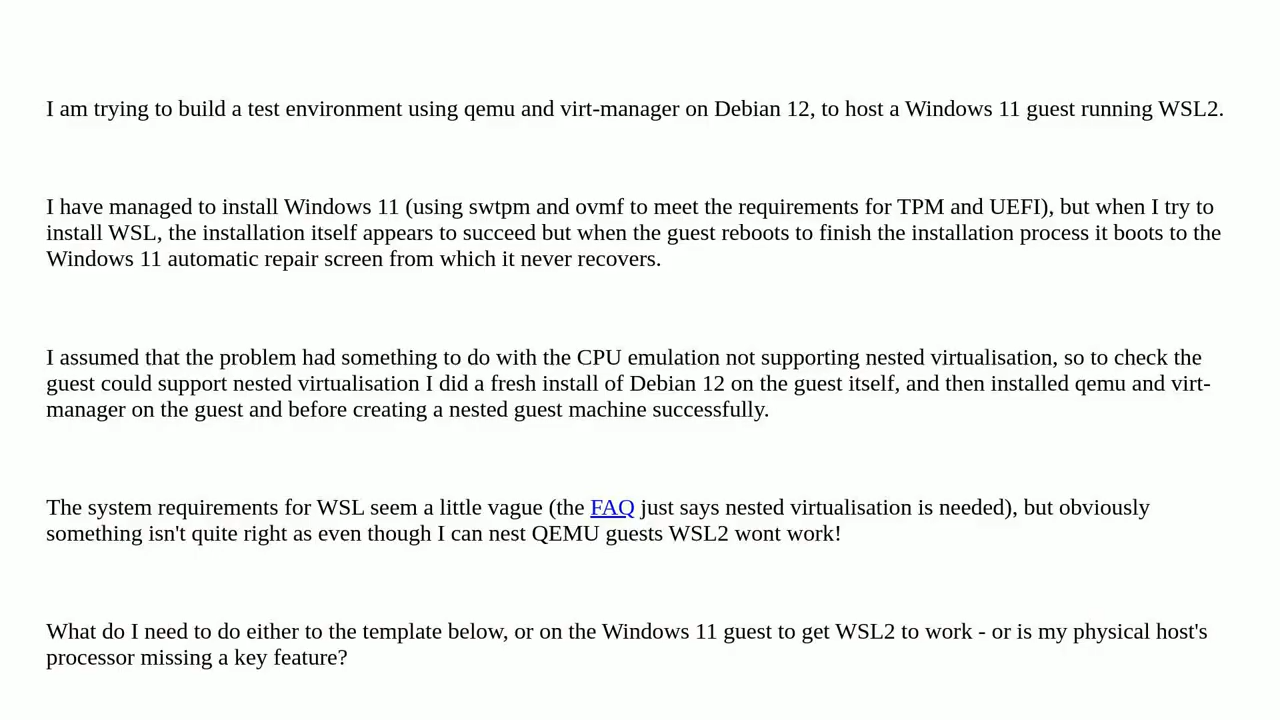 I am trying to build a test environment using qemu and virt-manager on Debian 12, to host a Windows 11 guest running WSL2.
I have managed to install Windows 11 (using swtpm and ovmf to meet the requirements for TPM and UEFI), but when I try to
install WSL, the installation itself appears to succeed but when the guest reboots to finish the installation process it boots to the
Windows 11 automatic repair screen from which it never recovers.
I assumed that the problem had something to do with the CPU emulation not supporting nested virtualisation, so to check the
guest could support nested virtualisation I did a fresh install of Debian 12 on the guest itself, and then installed qemu and virt-
manager on the guest and before creating a nested guest machine successfully.
The system requirements for WSL seem a little vague (the FAQ just says nested virtualisation is needed), but obviously
something isn't quite right as even though I can nest QEMU guests WSL2 wont work!
What do I need to do either to the template below, or on the Windows 11 guest to get WSL2 to work - or is my physical host's
processor missing a key feature?